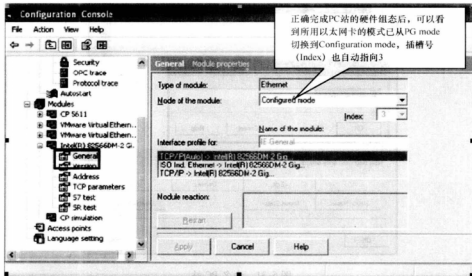 Configuration Console
File Action View Help
正确完成PC站的硬件组态后，可以看
到所用以太网卡的模式已从PG mode
切换到Configuration mode，插槽号
（Index）也自动指向3
Security
OPC trace
Protocol trace
Autostart
Modules
CP 5611
VMware Virtual Ethern...
VMware Virtual Ethern...
Intel(R) 82566DM-2 G...
General
Version
Address
TCP parameters
S7 test
SR test
CP simulation
Access points
Language setting
General Module properties
Type of module: Ethernet
Mode of the module: Configured mode
Index: 3
Name of the module:
Interface profile for: General
TCP/IP(Auto) -> Intel(R) 82566DM-2 Gig...
ISO Ind. Ethernet -> Intel(R) 82566DM-2 Gig...
TCP/IP -> Intel(R) 82566DM-2 Gig...
Module reaction:
Restart
Apply Cancel Help